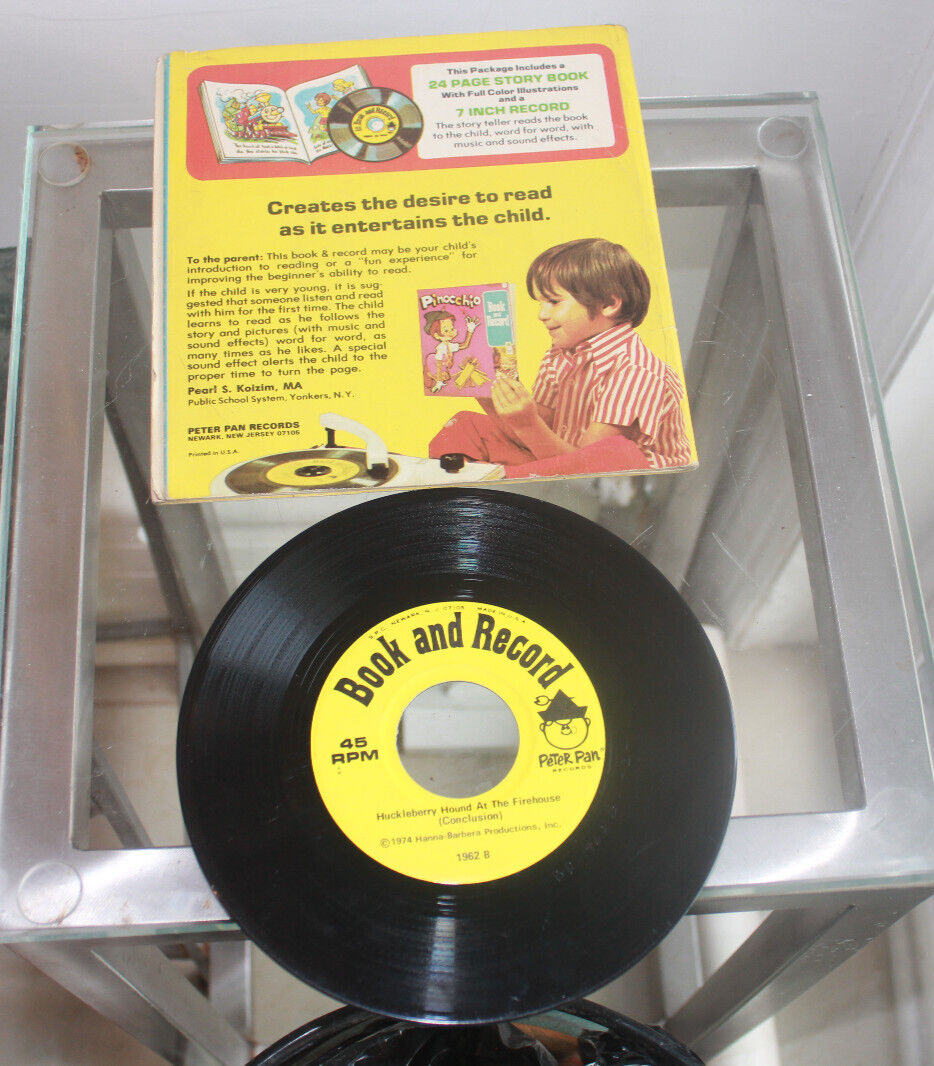 This Package Includes a
24 PAGE STORY BOOK
With Full Color Illustrations
and a
7 INCH RECORD
The story teller reads the book
to the child, word for word, with
music and sound effects.
Book and Record
Creates the desire to read
as it entertains the child.
To the parent: This book & record may be your child's
introduction to reading or a "fun experience" for
improving the beginner's ability to read.
If the child is very young, it is sug-
gested that someone listen and read
with him for the first time. The child
learns to read as he follows the
story and pictures (with music and
sound effects) word for word, as
many times as he likes. A special
sound effect alerts the child to the
proper time to turn the page.
Pearl S. Kolzim, MA
Public School System, Yonkers, N.Y.
PETER PAN RECORDS
NEWARK, NEW JERSEY 07105
Printed in U.S.A.
Pinocchio
Book
and
Record
NEWARK, N.J. 07105 MADE IN U.S.A.
Book and Record
45
RPM
PETER PAN
RECORDS
Huckleberry Hound At The Firehouse
(Conclusion)
©1974 Hanna-Barbera Productions, Inc.
1962 B